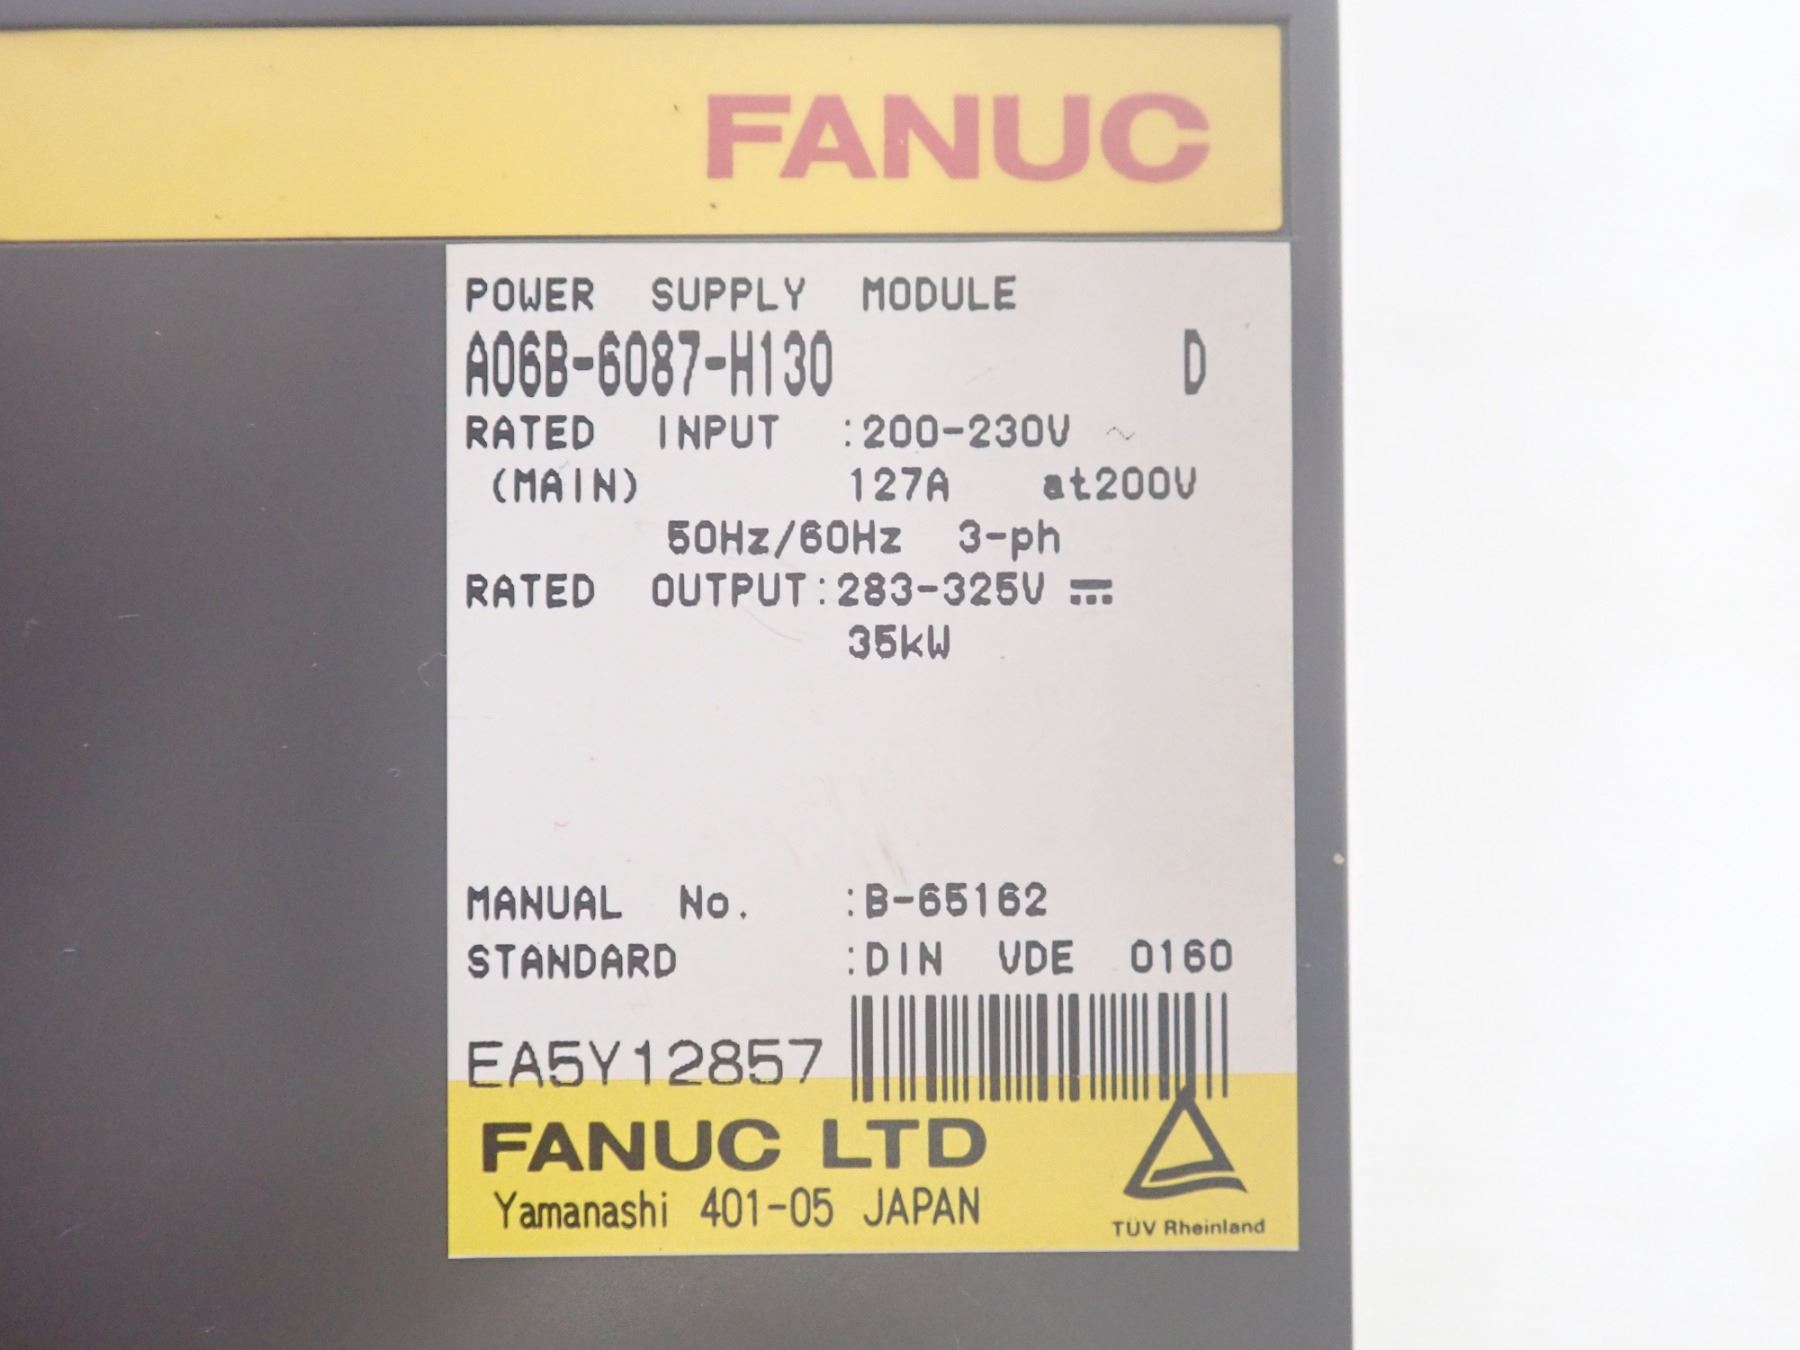 FANUC
POWER SUPPLY MODULE
A06B-6087-H130 D
RATED INPUT :200-230V ~
(MAIN) 127A at200V
50Hz/60Hz 3-ph
RATED OUTPUT:283-325V ⎓
35kW
MANUAL No. :B-65162
STANDARD :DIN VDE 0160
EA5Y12857
FANUC LTD
Yamanashi 401-05 JAPAN
TÜV Rheinland